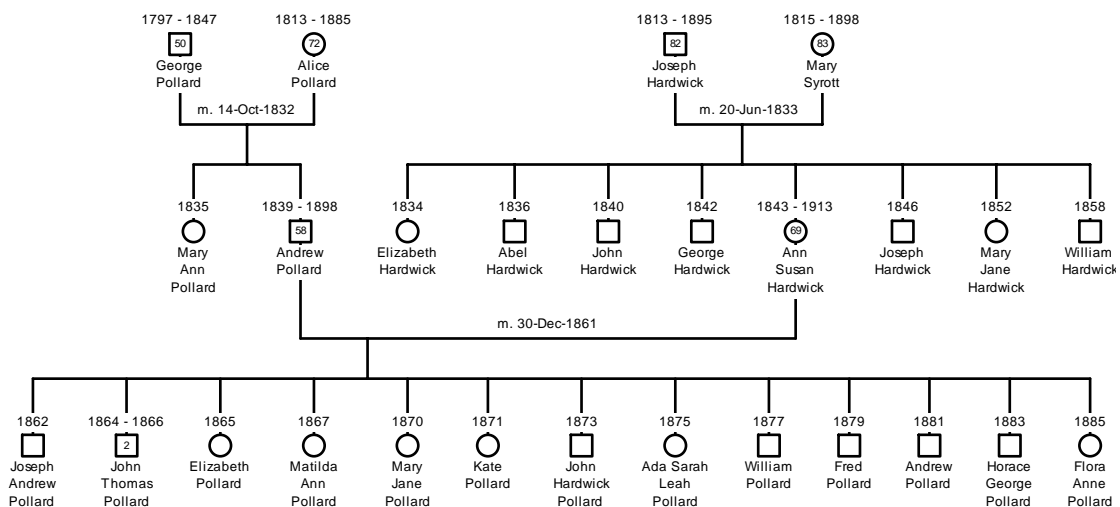 1797 - 1847
50
George
Pollard
1813 - 1885
72
Alice
Pollard
1813 - 1895
82
Joseph
Hardwick
1815 - 1898
83
Mary
Syrott
m. 14-Oct-1832
m. 20-Jun-1833
1835
Mary
Ann
Pollard
1839 - 1898
58
Andrew
Pollard
1834
Elizabeth
Hardwick
1836
Abel
Hardwick
1840
John
Hardwick
1842
George
Hardwick
1843 - 1913
69
Ann
Susan
Hardwick
1846
Joseph
Hardwick
1852
Mary
Jane
Hardwick
1858
William
Hardwick
m. 30-Dec-1861
1862
Joseph
Andrew
Pollard
1864 - 1866
2
John
Thomas
Pollard
1865
Elizabeth
Pollard
1867
Matilda
Ann
Pollard
1870
Mary
Jane
Pollard
1871
Kate
Pollard
1873
John
Hardwick
Pollard
1875
Ada Sarah
Leah
Pollard
1877
William
Pollard
1879
Fred
Pollard
1881
Andrew
Pollard
1883
Horace
George
Pollard
1885
Flora
Anne
Pollard